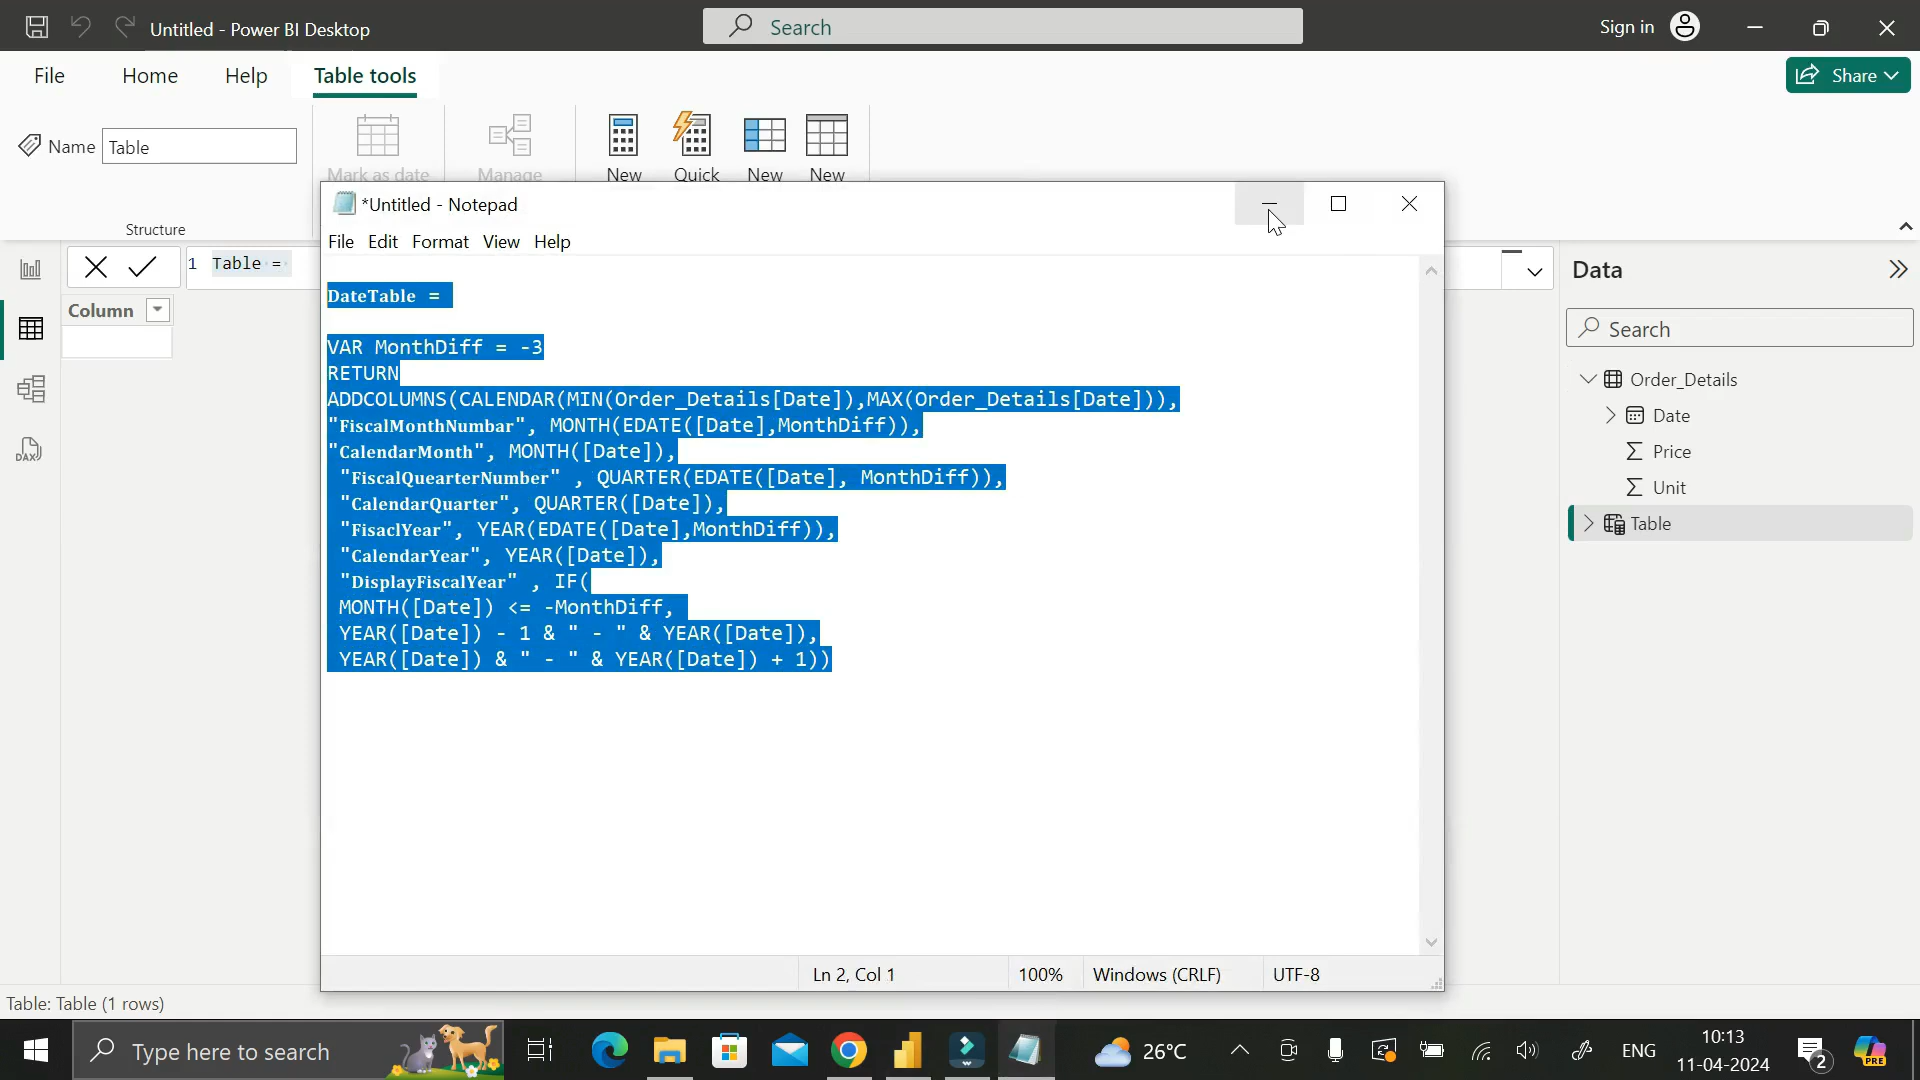 Untitled - Power BI Desktop
Search
Sign in
File Home Help Table tools
Share
Name Table
Mark as date
Manage
New
Quick
New
New
Structure
*Untitled - Notepad
File Edit Format View Help
1 Table =
Column
DateTable =
VAR MonthDiff = -3
RETURN
ADDCOLUMNS(CALENDAR(MIN(Order_Details[Date]),MAX(Order_Details[Date])),
"FiscalMonthNumbar", MONTH(EDATE([Date],MonthDiff)),
"CalendarMonth", MONTH([Date]),
"FiscalQuearterNumber" , QUARTER(EDATE([Date], MonthDiff)),
"CalendarQuarter", QUARTER([Date]),
"FisaclYear", YEAR(EDATE([Date],MonthDiff)),
"CalendarYear", YEAR([Date]),
"DisplayFiscalYear" , IF(
MONTH([Date]) <= -MonthDiff,
YEAR([Date]) - 1 & " - " & YEAR([Date]),
YEAR([Date]) & " - " & YEAR([Date]) + 1))
Ln 2, Col 1 100% Windows (CRLF) UTF-8
Data
Search
Order_Details
Date
Price
Unit
Table
DAX
Table: Table (1 rows)
Type here to search
26°C
ENG
10:13
11-04-2024
2
PRE